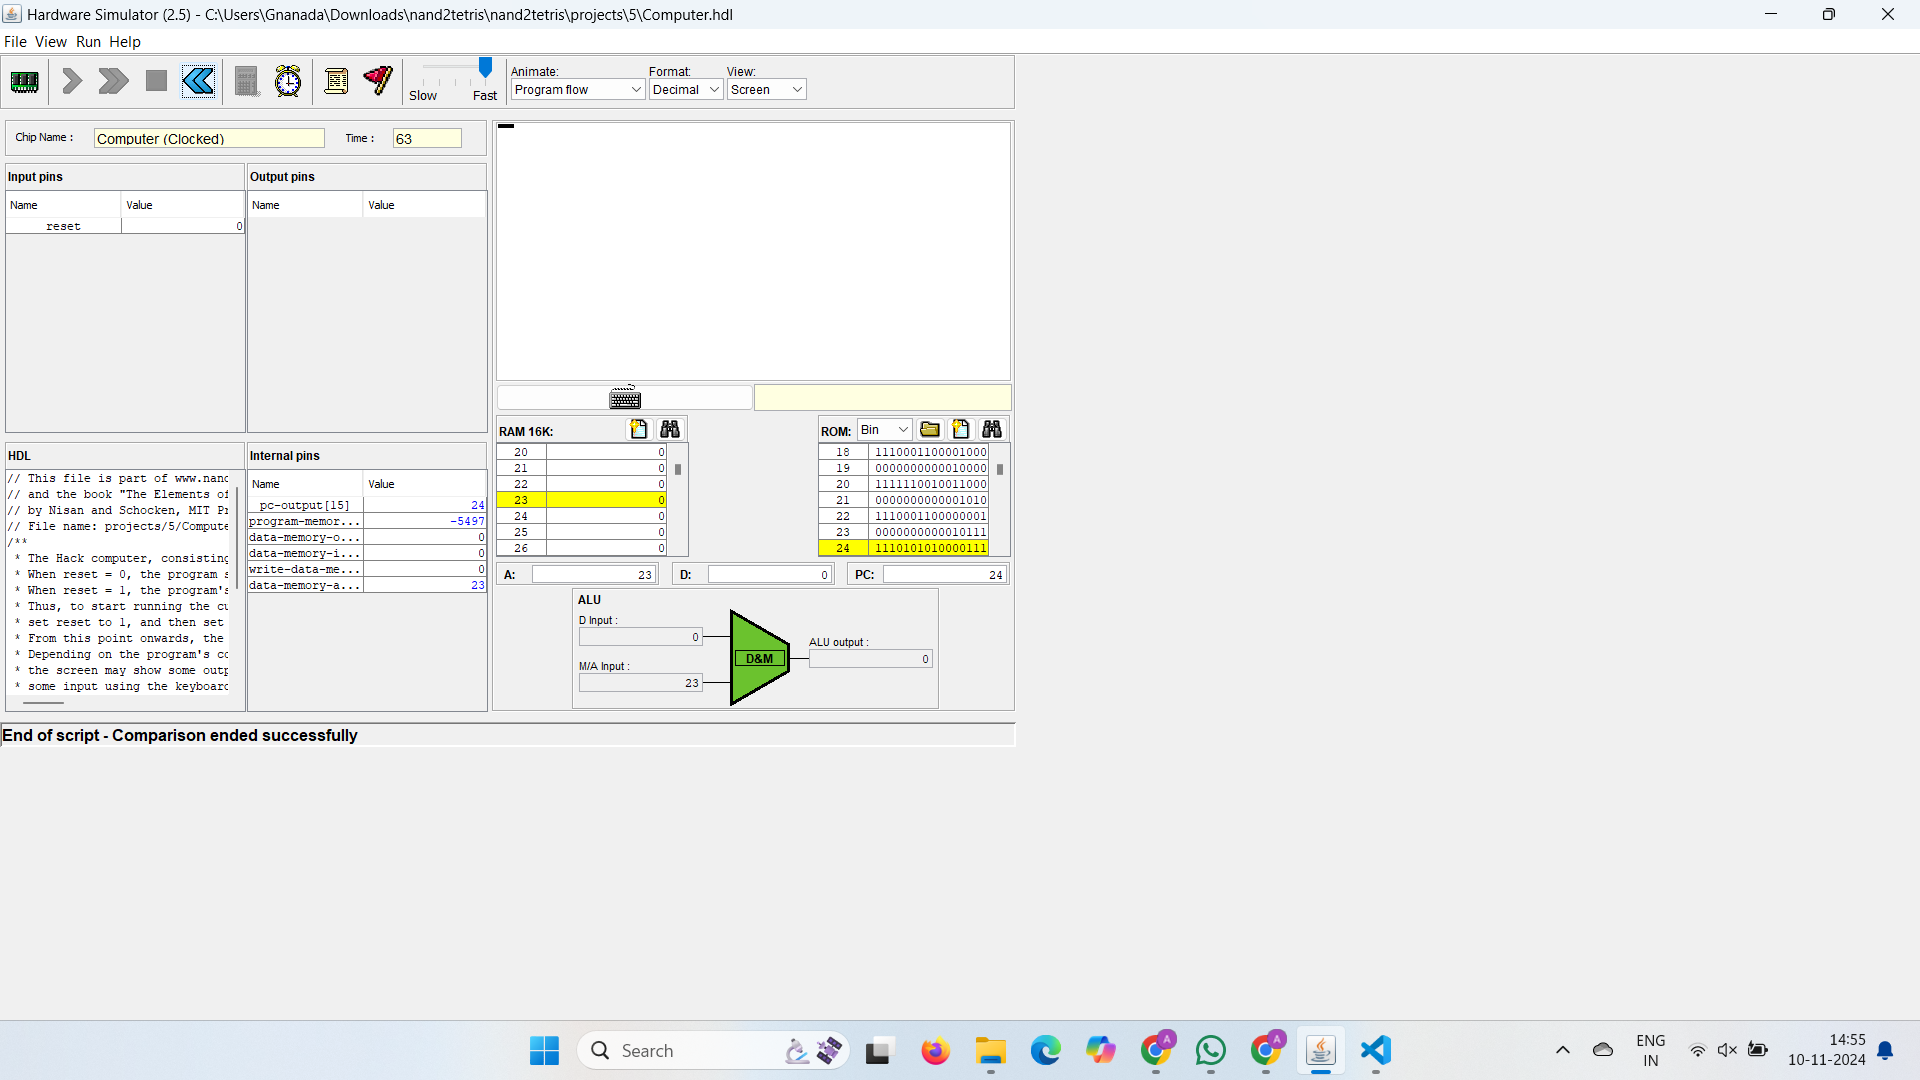 Hardware Simulator (2.5) - C:\Users\Gnanada\Downloads\nand2tetris\nand2tetris\projects\5\Computer.hdl
File View Run Help
Slow Fast
Animate: Format: View:
Program flow Decimal Screen
Chip Name : Computer (Clocked) Time : 63
Input pins
Name Value
reset 0
Output pins
Name Value
HDL
// This file is part of www.nand
// and the book "The Elements of
// by Nisan and Schocken, MIT Pr
// File name: projects/5/Compute
/**
* The Hack computer, consisting
* When reset = 0, the program s
* When reset = 1, the program's
* Thus, to start running the cu
* set reset to 1, and then set
* From this point onwards, the
* Depending on the program's co
* the screen may show some outp
* some input using the keyboard
Internal pins
Name Value
pc-output[15] 24
program-memor... -5497
data-memory-o... 0
data-memory-i... 0
write-data-me... 0
data-memory-a... 23
RAM 16K:
20 0
21 0
22 0
23 0
24 0
25 0
26 0
ROM: Bin
18 1110001100001000
19 0000000000010000
20 1111110010011000
21 0000000000001010
22 1110001100000001
23 0000000000010111
24 1110101010000111
A: 23 D: 0 PC: 24
ALU
D Input :
0
M/A Input :
23
D&M
ALU output :
0
End of script - Comparison ended successfully
Search
A
A
ENG
IN
14:55
10-11-2024